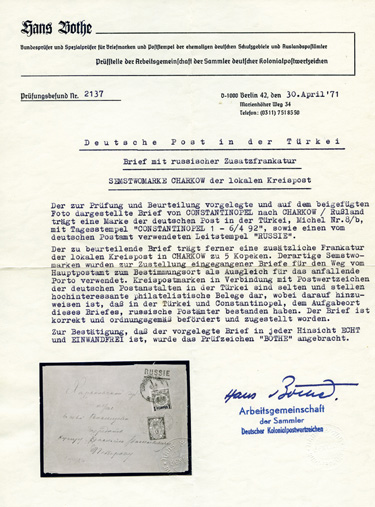 Hans Bothe
Bundesprüfer und Spezialprüfer für Briefmarken und Poststempel der ehemaligen deutschen Schutzgebiete und Auslandspostämter
Prüfstelle der Arbeitsgemeinschaft der Sammler deutscher Kolonialpostwertzeichen
Prüfungsbefund Nr. 2137
D-1000 Berlin 42, den 30.April '71
Marienhöher Weg 34
Telefon: (0311) 7518550
Deutsche Post in der Türkei
Brief mit russischer Zusatzfrankatur
SEMSTWOMARKE CHARKOW der lokalen Kreispost
Der zur Prüfung und Beurteilung vorgelegte und auf dem beigefügten
Foto dargestellte Brief von CONSTANTINOPEL nach CHARKOW / Rußland
trägt eine Marke der deutschen Post in der Türkei, Michel Nr.8/b,
mit Tagesstempel "CONSTANTINOPEL 1 - 6/4 92", sowie einen vom
deutschen Postamt verwendeten Leitstempel "RUSSIE".
Der zu beurteilende Brief trägt ferner eine zusätzliche Frankatur
der lokalen Kreispost in CHARKOW zu 5 Kopeken. Derartige Semstwo-
marken wurden zur Zustellung eingegangener Briefe für den Weg vom
Hauptpostamt zum Bestimmungsort als Ausgleich für das anfallende
Porto verwendet. Kreispostmarken in Verbindung mit Postwertzeichen
der deutschen Postanstalten in der Türkei sind selten und stellen
hochinteressante philatelistische Belege dar, wobei darauf hinzu-
weisen ist, daß in der Türkei und Constantinopel, dem Aufgabeort
dieses Briefes, russische Postämter bestanden haben. Der Brief ist
korrekt und ordnungsgemäß befördert und zugestellt worden.
Zur Bestätigung, daß der vorgelegte Brief in jeder Hinsicht ECHT
und EINWANDFREI ist, wurde das Prüfzeichen "BOTHE" angebracht.
RUSSIE
Hans Bothe
Arbeitsgemeinschaft
der Sammler
Deutscher Kolonialpostwertzeichen